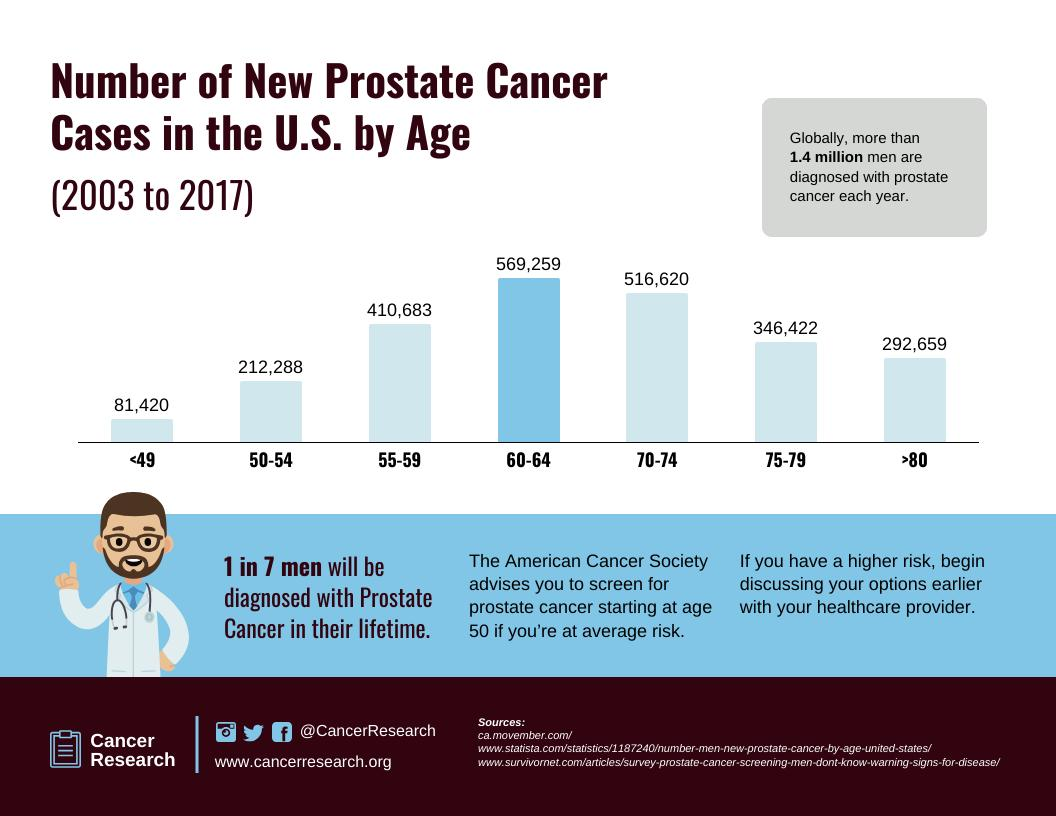 Number of New Prostate Cancer
Cases in the U.S. by Age
(2003 to 2017)
Globally, more than
1.4 million men are
diagnosed with prostate
cancer each year.
81,420
212,288
410,683
569,259
516,620
346,422
292,659
<49
50-54
55-59
60-64
70-74
75-79
>80
1 in 7 men will be
diagnosed with Prostate
Cancer in their lifetime.
The American Cancer Society
advises you to screen for
prostate cancer starting at age
50 if you’re at average risk.
If you have a higher risk, begin
discussing your options earlier
with your healthcare provider.
Cancer
Research
@CancerResearch
www.cancerresearch.org
Sources:
ca.movember.com/
www.statista.com/statistics/1187240/number-men-new-prostate-cancer-by-age-united-states/
www.survivornet.com/articles/survey-prostate-cancer-screening-men-dont-know-warning-signs-for-disease/